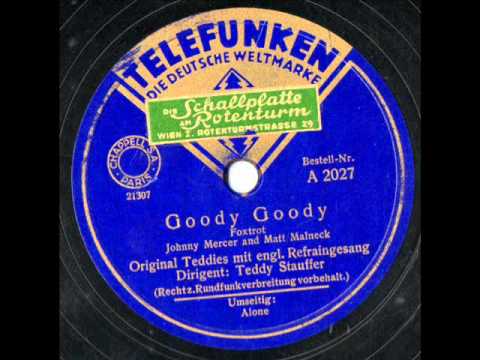 TELEFUNKEN
DIE DEUTSCHE WELTMARKE
DIE Schallplatte
AM Rotenturm
WIEN I. ROTENTURMSTRASSE 29
CHAPPELL S.A.
PARIS
21307
Bestell-Nr.
A 2027
Goody Goody
Foxtrot
Johnny Mercer and Matt Malneck
Original Teddies mit engl. Refraingesang
Dirigent: Teddy Stauffer
(Rechtz.Rundfunkverbreitung vorbehalt.)
Umseitig:
Alone